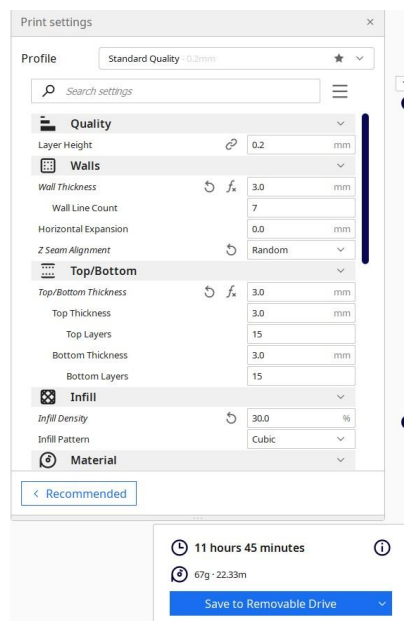 Print settings ×
Profile Standard Quality - 0.2mm
Search settings
Quality
Layer Height 0.2 mm
Walls
Wall Thickness 3.0 mm
Wall Line Count 7
Horizontal Expansion 0.0 mm
Z Seam Alignment Random
Top/Bottom
Top/Bottom Thickness 3.0 mm
Top Thickness 3.0 mm
Top Layers 15
Bottom Thickness 3.0 mm
Bottom Layers 15
Infill
Infill Density 30.0 %
Infill Pattern Cubic
Material
< Recommended
11 hours 45 minutes
67g · 22.33m
Save to Removable Drive